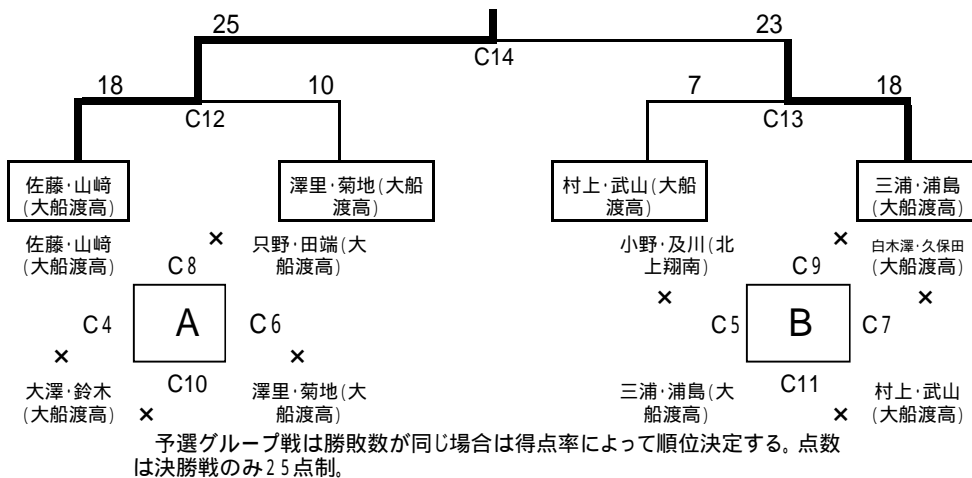 25 23
C14
18 10 7 18
C12 C13
佐藤・山﨑 澤里・菊地(大船 村上・武山(大船 三浦・浦島
(大船渡高) 渡高) 渡高) (大船渡高)
佐藤・山﨑 × 只野・田端(大 小野・及川(北 × 白木澤・久保田
(大船渡高) 船渡高) 上翔南) (大船渡高)
C8 C9
× ×
C4 A C6 C5 B C7
× ×
C10 C11
大澤・鈴木 澤里・菊地(大 三浦・浦島(大 村上・武山
(大船渡高) × 船渡高) 船渡高) × (大船渡高)
予選グループ戦は勝敗数が同じ場合は得点率によって順位決定する。点数
は決勝戦のみ25点制。